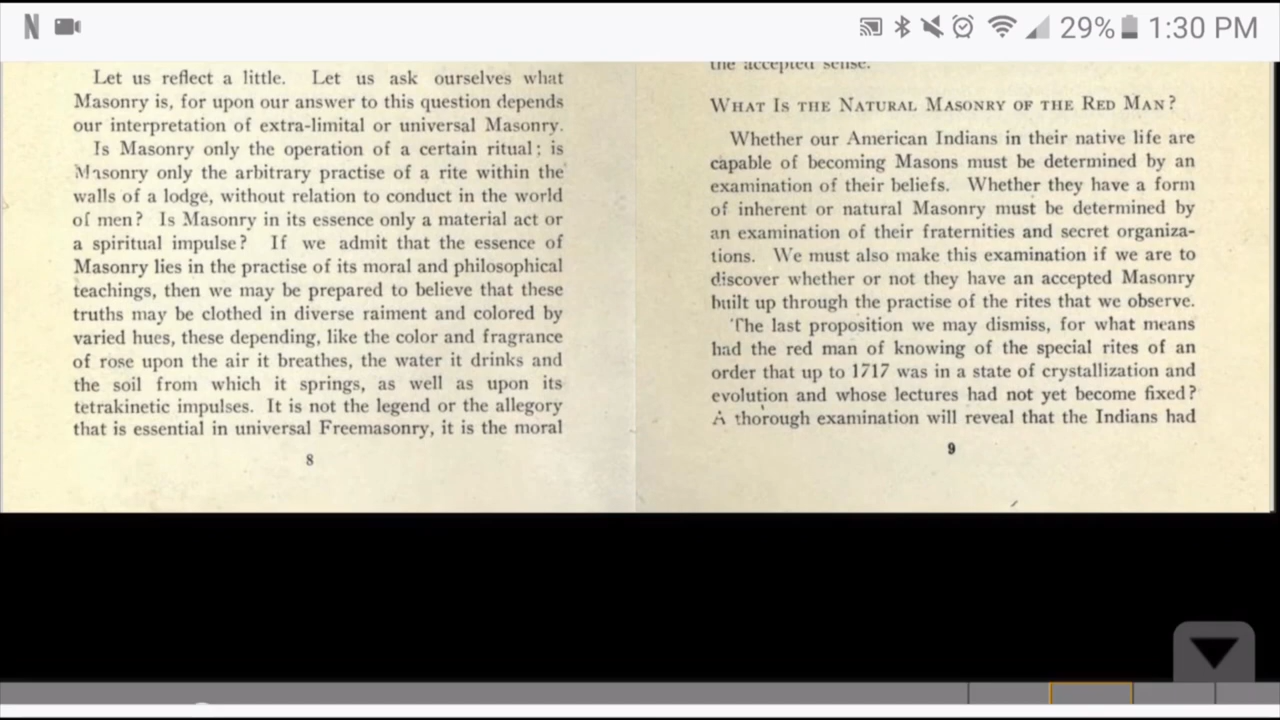 N
29%
1:30 PM
Let us reflect a little. Let us ask ourselves what
Masonry is, for upon our answer to this question depends
our interpretation of extra-limital or universal Masonry.
Is Masonry only the operation of a certain ritual; is
Masonry only the arbitrary practise of a rite within the
walls of a lodge, without relation to conduct in the world
of men? Is Masonry in its essence only a material act or
a spiritual impulse? If we admit that the essence of
Masonry lies in the practise of its moral and philosophical
teachings, then we may be prepared to believe that these
truths may be clothed in diverse raiment and colored by
varied hues, these depending, like the color and fragrance
of rose upon the air it breathes, the water it drinks and
the soil from which it springs, as well as upon its
tetrakinetic impulses. It is not the legend or the allegory
that is essential in universal Freemasonry, it is the moral
8
the accepted sense.
WHAT IS THE NATURAL MASONRY OF THE RED MAN?
Whether our American Indians in their native life are
capable of becoming Masons must be determined by an
examination of their beliefs. Whether they have a form
of inherent or natural Masonry must be determined by
an examination of their fraternities and secret organiza-
tions. We must also make this examination if we are to
discover whether or not they have an accepted Masonry
built up through the practise of the rites that we observe.
The last proposition we may dismiss, for what means
had the red man of knowing of the special rites of an
order that up to 1717 was in a state of crystallization and
evolution and whose lectures had not yet become fixed?
A thorough examination will reveal that the Indians had
9